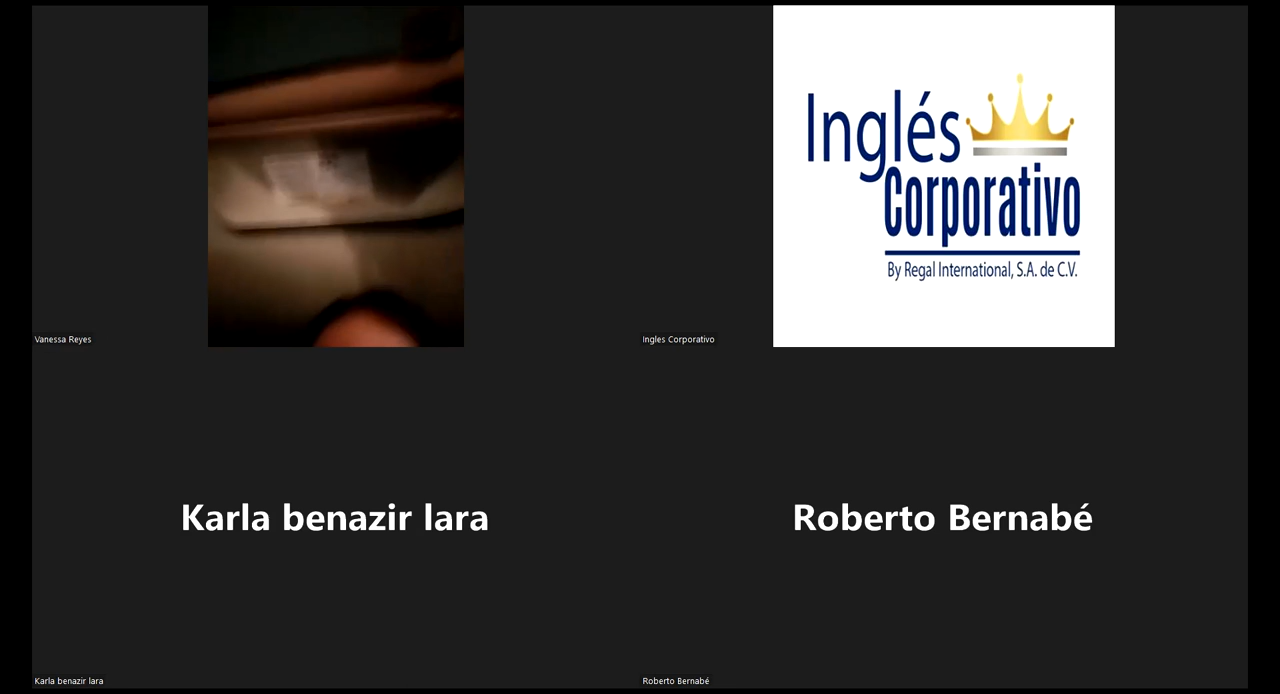 Vanessa Reyes
Inglés
Corporativo
By Regal International, S.A. de C.V.
Ingles Corporativo
Karla benazir lara
Karla benazir lara
Roberto Bernabé
Roberto Bernabé